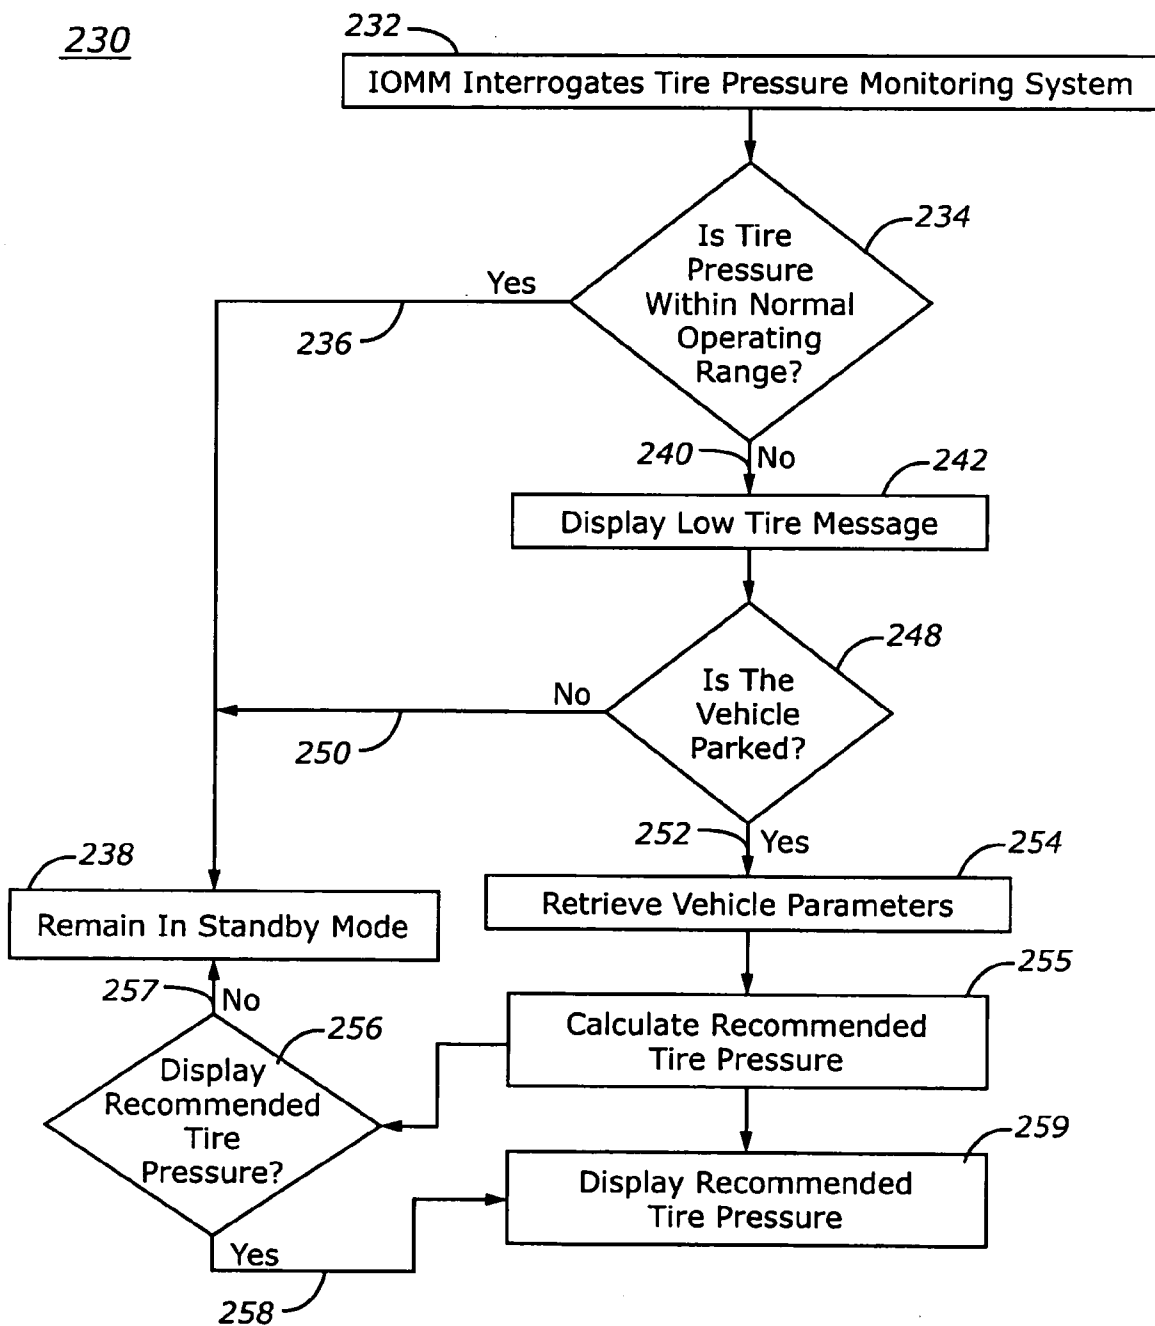 230
232
IOMM Interrogates Tire Pressure Monitoring System
234
Is Tire
Pressure
Within Normal
Operating
Range?
Yes
236
240
No
242
Display Low Tire Message
248
Is The
Vehicle
Parked?
No
250
252
Yes
238
Remain In Standby Mode
254
Retrieve Vehicle Parameters
257
No
255
Calculate Recommended
Tire Pressure
256
Display
Recommended
Tire
Pressure?
259
Display Recommended
Tire Pressure
Yes
258